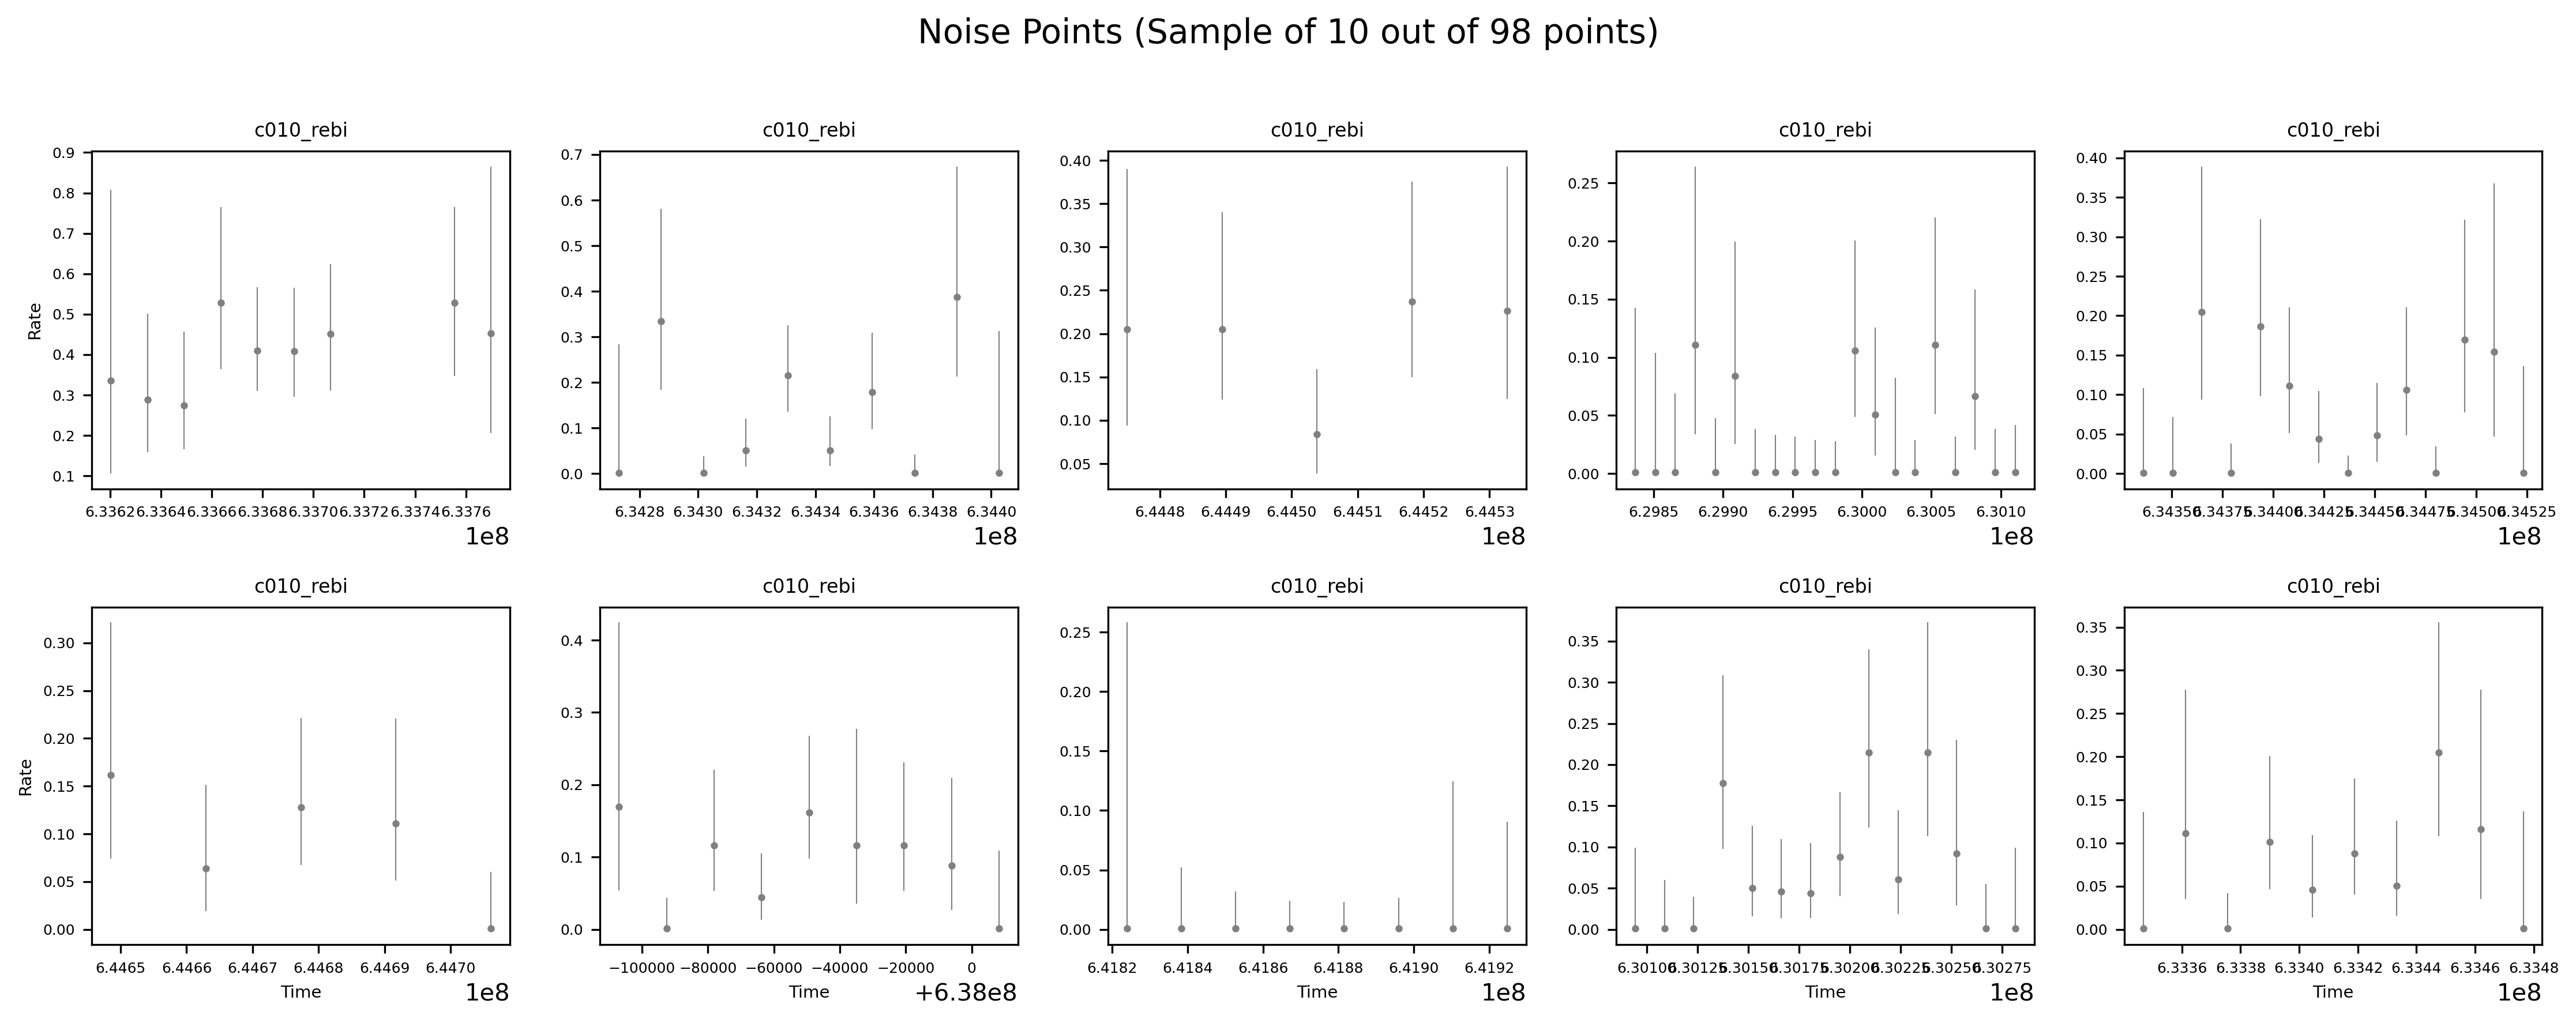 Noise Points (Sample of 10 out of 98 points)
c010_rebi c010_rebi c010_rebi c010_rebi c010_rebi
Rate
0.9 0.8 0.7 0.6 0.5 0.4 0.3 0.2 0.1
6.3362 6.3364 6.3366 6.3368 6.3370 6.3372 6.3374 6.3376
1e8
0.7 0.6 0.5 0.4 0.3 0.2 0.1 0.0
6.3428 6.3430 6.3432 6.3434 6.3436 6.3438 6.3440
1e8
0.40 0.35 0.30 0.25 0.20 0.15 0.10 0.05
6.4448 6.4449 6.4450 6.4451 6.4452 6.4453
1e8
0.25 0.20 0.15 0.10 0.05 0.00
6.2985 6.2990 6.2995 6.3000 6.3005 6.3010
1e8
0.40 0.35 0.30 0.25 0.20 0.15 0.10 0.05 0.00
6.34350 6.34375 6.34400 6.34425 6.34450 6.34475 6.34500 6.34525
1e8
c010_rebi c010_rebi c010_rebi c010_rebi c010_rebi
Rate
0.30 0.25 0.20 0.15 0.10 0.05 0.00
6.4465 6.4466 6.4467 6.4468 6.4469 6.4470
Time 1e8
0.4 0.3 0.2 0.1 0.0
−100000 −80000 −60000 −40000 −20000 0
Time +6.38e8
0.25 0.20 0.15 0.10 0.05 0.00
6.4182 6.4184 6.4186 6.4188 6.4190 6.4192
Time 1e8
0.35 0.30 0.25 0.20 0.15 0.10 0.05 0.00
6.30100 6.30125 6.30150 6.30175 6.30200 6.30225 6.30250 6.30275
Time 1e8
0.35 0.30 0.25 0.20 0.15 0.10 0.05 0.00
6.3336 6.3338 6.3340 6.3342 6.3344 6.3346 6.3348
Time 1e8